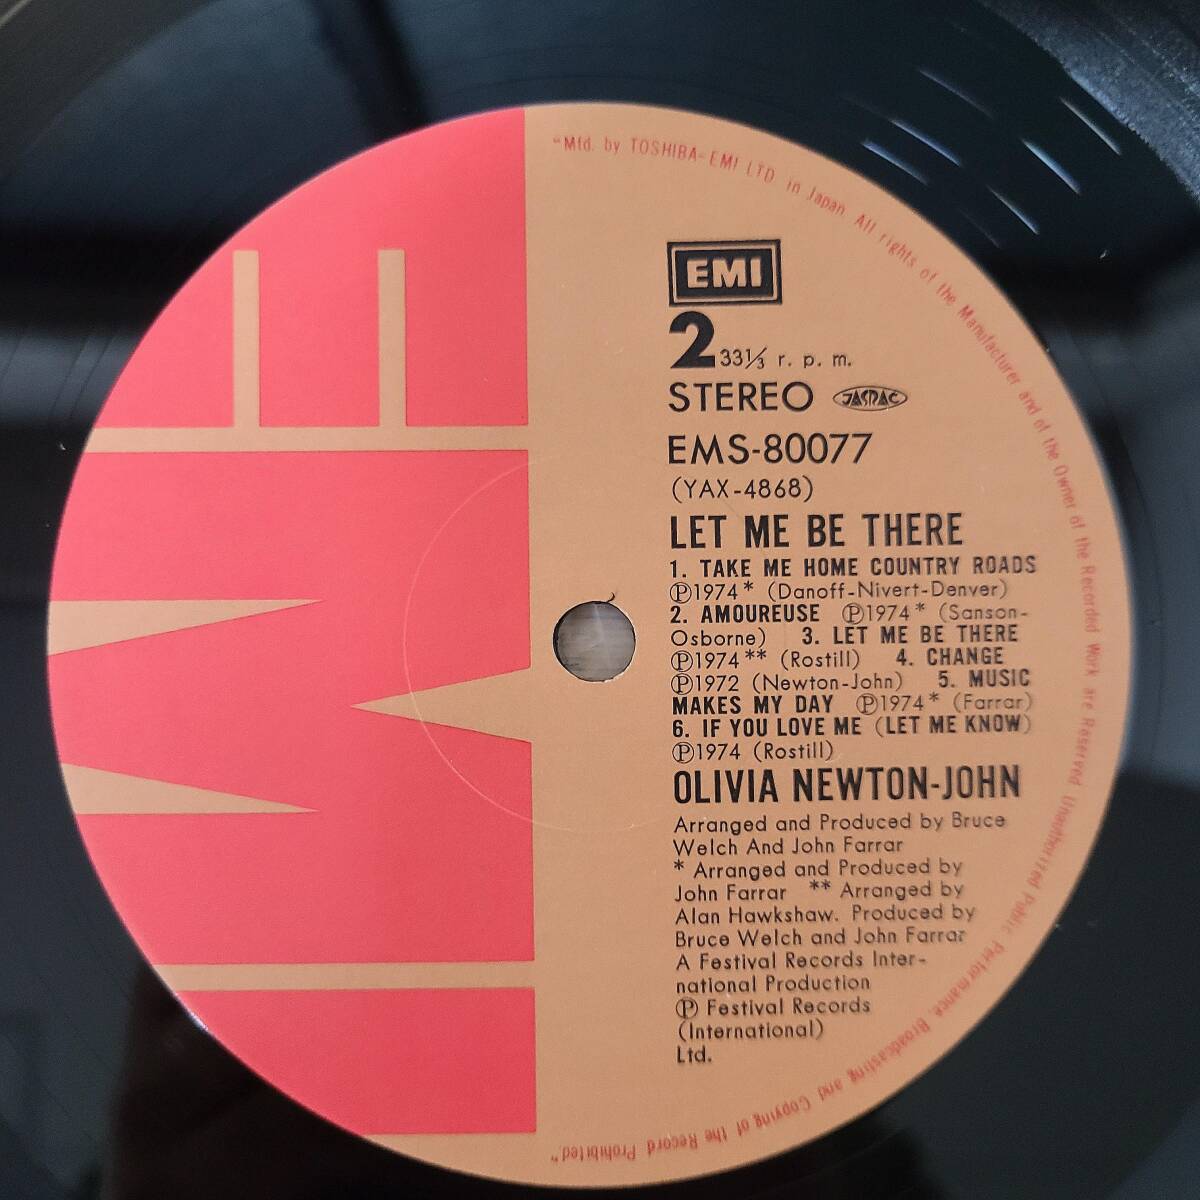 "Mfd. by TOSHIBA-EMI LTD. in Japan. All rights of the Manufacturer and of the Owner of the Recorded Work are Reserved. Unauthorized Public Performance, Broadcasting and Copying of the Record Prohibited"
EMI
2 33⅓ r. p. m.
STEREO JASRAC
EMS-80077
(YAX-4868)
LET ME BE THERE
1. TAKE ME HOME COUNTRY ROADS
Ⓟ1974* (Danoff-Nivert-Denver)
2. AMOUREUSE Ⓟ1974* (Sanson-
Osborne) 3. LET ME BE THERE
Ⓟ1974** (Rostill) 4. CHANGE
Ⓟ1972 (Newton-John) 5. MUSIC
MAKES MY DAY Ⓟ1974* (Farrar)
6. IF YOU LOVE ME (LET ME KNOW)
Ⓟ1974 (Rostill)
OLIVIA NEWTON-JOHN
Arranged and Produced by Bruce
Welch And John Farrar
* Arranged and Produced by
John Farrar ** Arranged by
Alan Hawkshaw. Produced by
Bruce Welch and John Farrar
A Festival Records Inter-
national Production
Ⓟ Festival Records
(International)
Ltd.